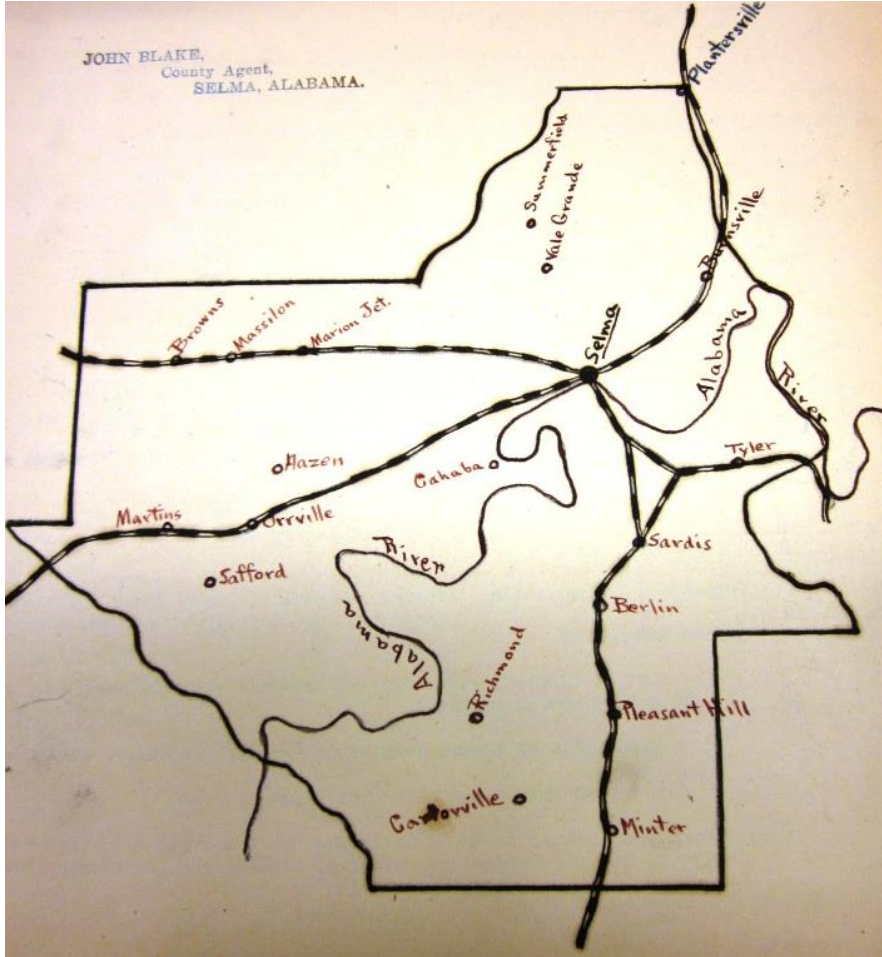 JOHN BLAKE,
County Agent,
SELMA, ALABAMA.
Plantersville
Summerfield
Vale Grande
Burnsville
Browns
Massilon
Marion Jct.
Selma
Alabama
River
Hazen
Cahaba
Tyler
Martins
Orrville
River
Sardis
Safford
Alabama
Berlin
Richmond
Pleasant Hill
Minter